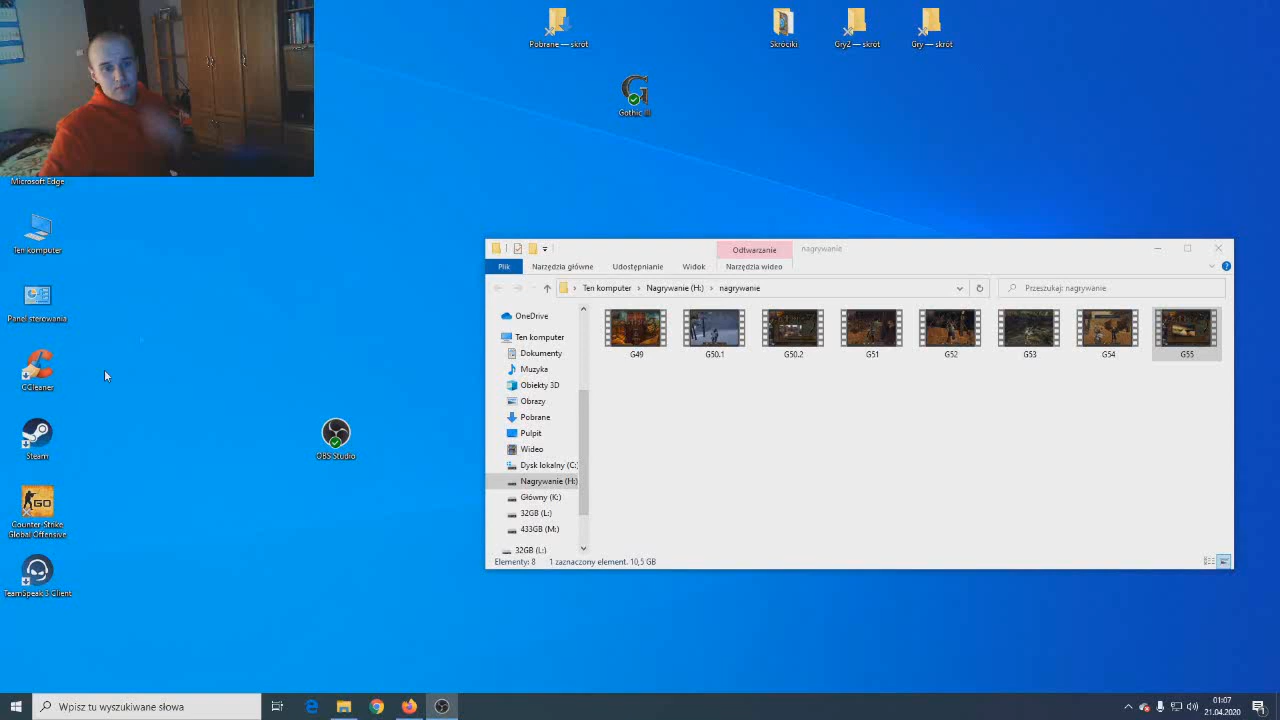 Pobrane — skrót
Skróciki
Gry2 — skrót
Gry — skrót
Gothic III
Microsoft Edge
Ten komputer
Panel sterowania
CCleaner
Steam
Counter-Strike
Global Offensive
TeamSpeak 3 Client
OBS Studio
Odtwarzanie
nagrywanie
Plik
Narzędzia główne
Udostępnianie
Widok
Narzędzia wideo
Ten komputer
Nagrywanie (H:)
nagrywanie
Przeszukaj: nagrywanie
OneDrive
Ten komputer
Dokumenty
Muzyka
Obiekty 3D
Obrazy
Pobrane
Pulpit
Wideo
Dysk lokalny (C:)
Nagrywanie (H:)
Główny (K:)
32GB (L:)
433GB (M:)
32GB (L:)
G49
G50.1
G50.2
G51
G52
G53
G54
G55
Elementy: 8
1 zaznaczony element. 10,5 GB
Wpisz tu wyszukiwane słowa
01:07
21.04.2020